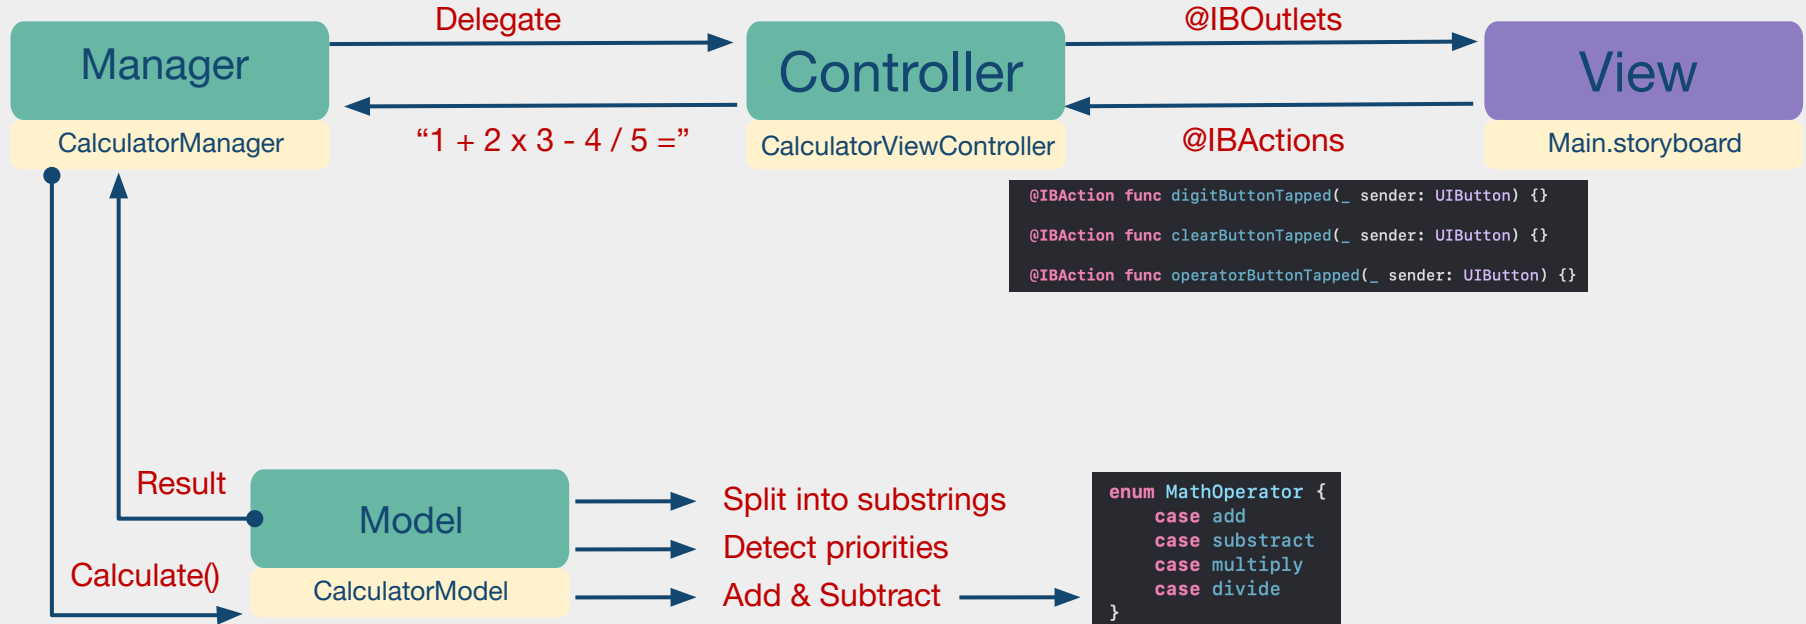 Delegate
@IBOutlets
Manager
Controller
View
CalculatorManager
“1 + 2 x 3 - 4 / 5 =”
CalculatorViewController
@IBActions
Main.storyboard
@IBAction func digitButtonTapped(_ sender: UIButton) {}
@IBAction func clearButtonTapped(_ sender: UIButton) {}
@IBAction func operatorButtonTapped(_ sender: UIButton) {}
Result
Model
Calculate()
CalculatorModel
Split into substrings
Detect priorities
Add & Subtract
enum MathOperator {
    case add
    case substract
    case multiply
    case divide
}